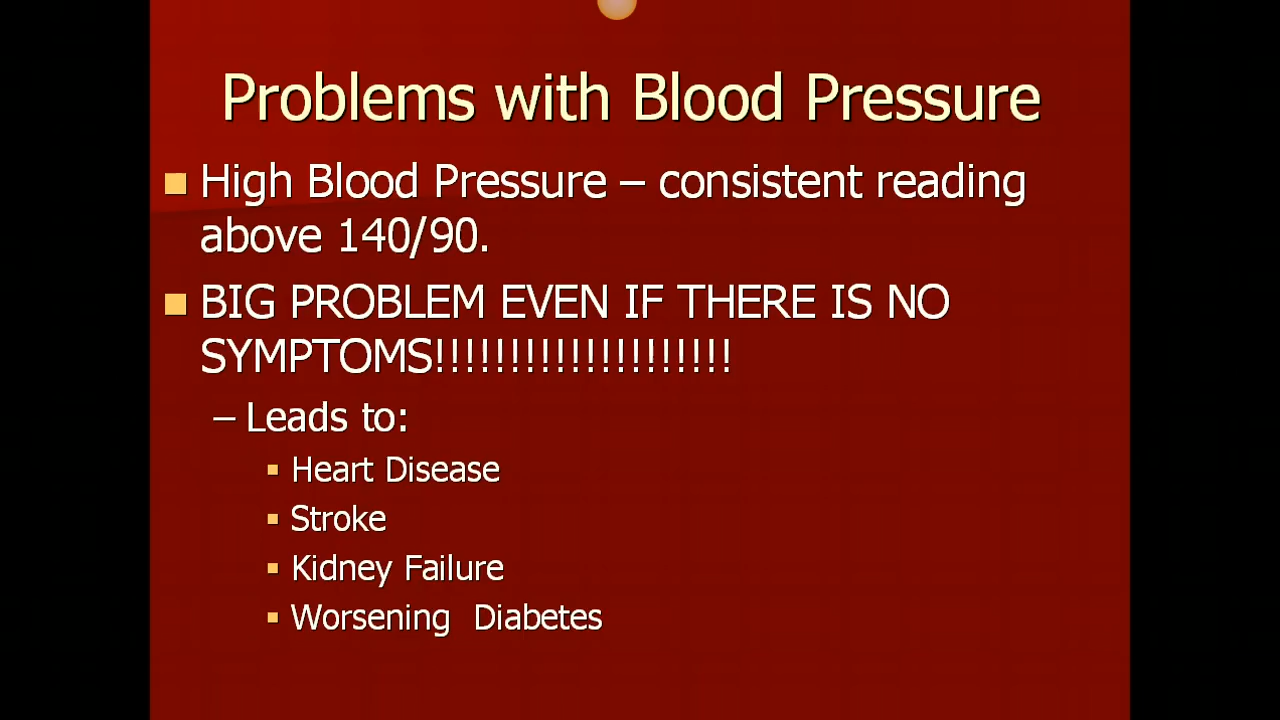 Problems with Blood Pressure
High Blood Pressure – consistent reading
above 140/90.
BIG PROBLEM EVEN IF THERE IS NO
SYMPTOMS!!!!!!!!!!!!!!!!!!!!
– Leads to:
Heart Disease
Stroke
Kidney Failure
Worsening  Diabetes